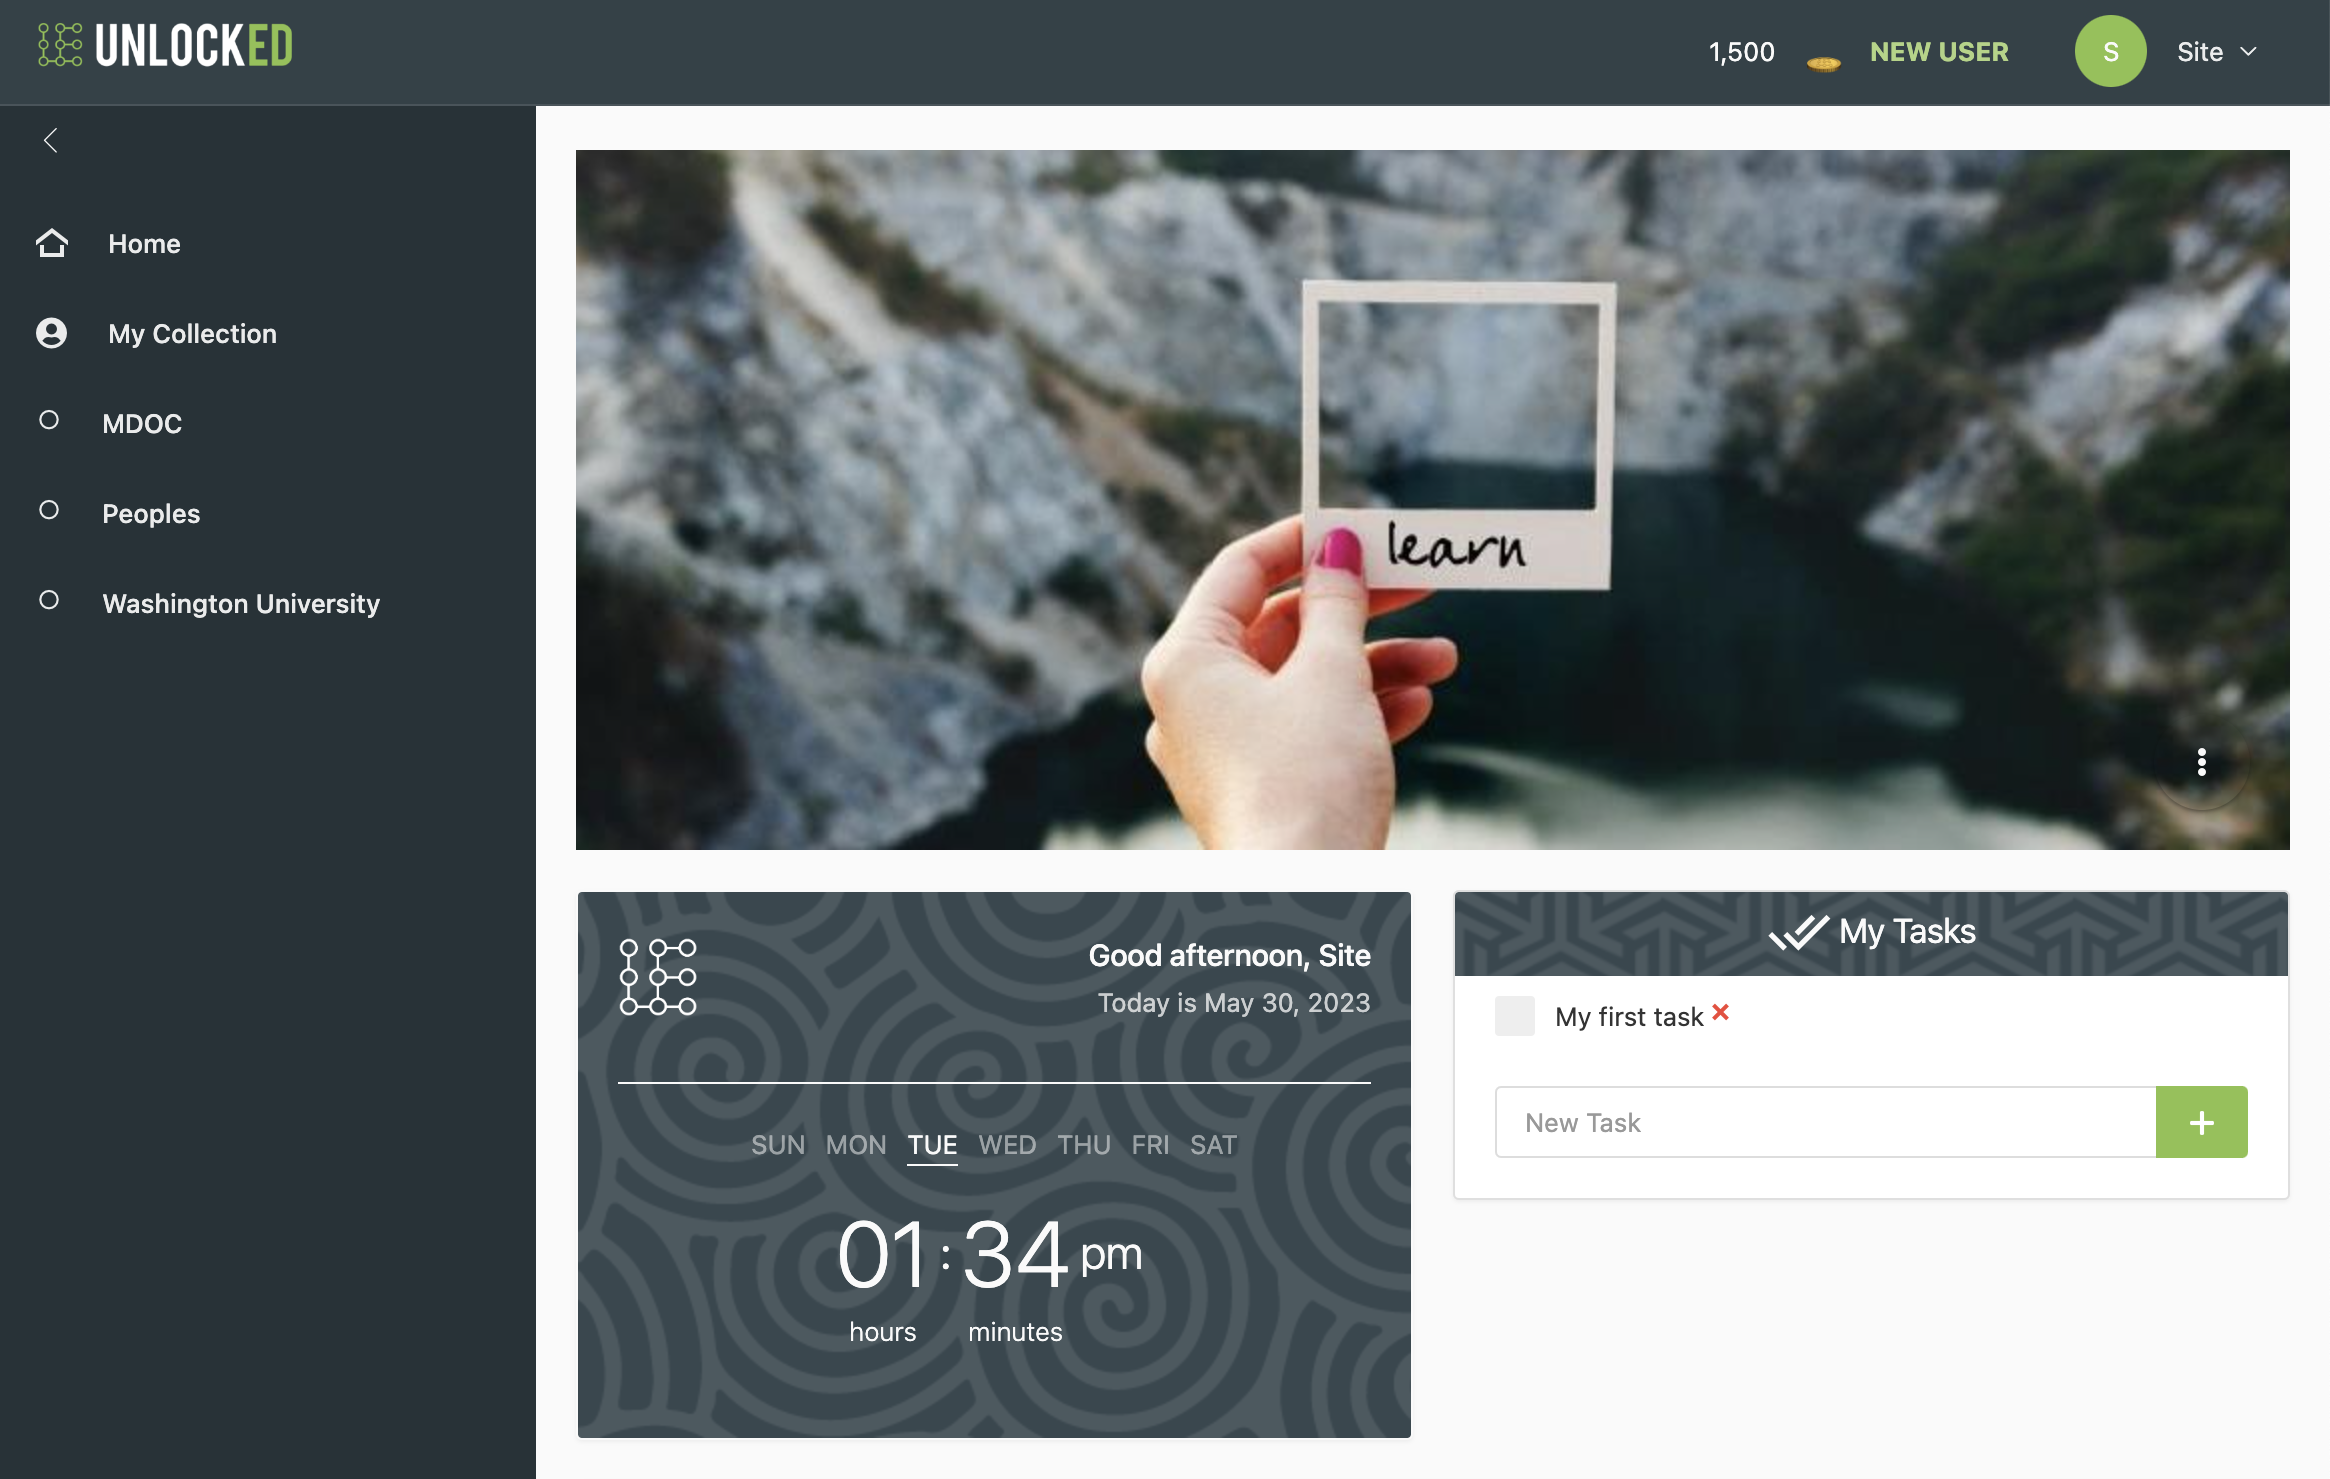 UNLOCKED
1,500
NEW USER
S
Site
Home
My Collection
MDOC
Peoples
Washington University
learn
Good afternoon, Site
Today is May 30, 2023
SUN MON TUE WED THU FRI SAT
01:34 pm
hours minutes
My Tasks
My first task
New Task
+